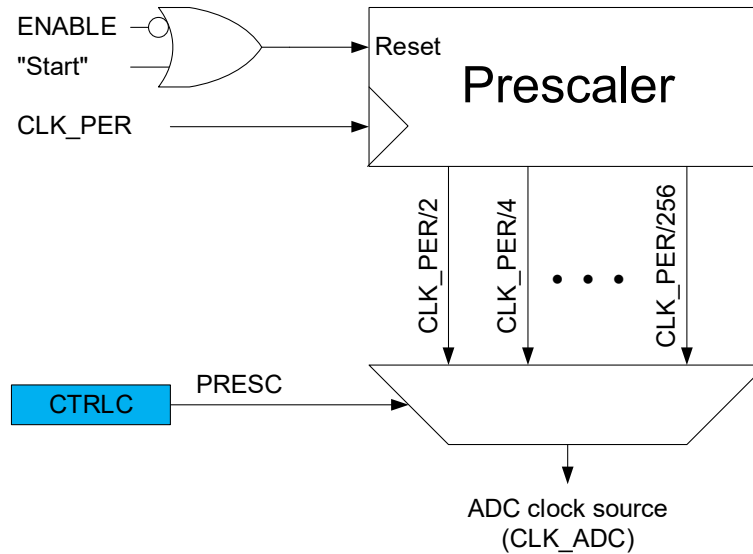 ENABLE
"Start"
CLK_PER
Reset
Prescaler
CLK_PER/2
CLK_PER/4
CLK_PER/256
CTRLC
PRESC
ADC clock source
(CLK_ADC)